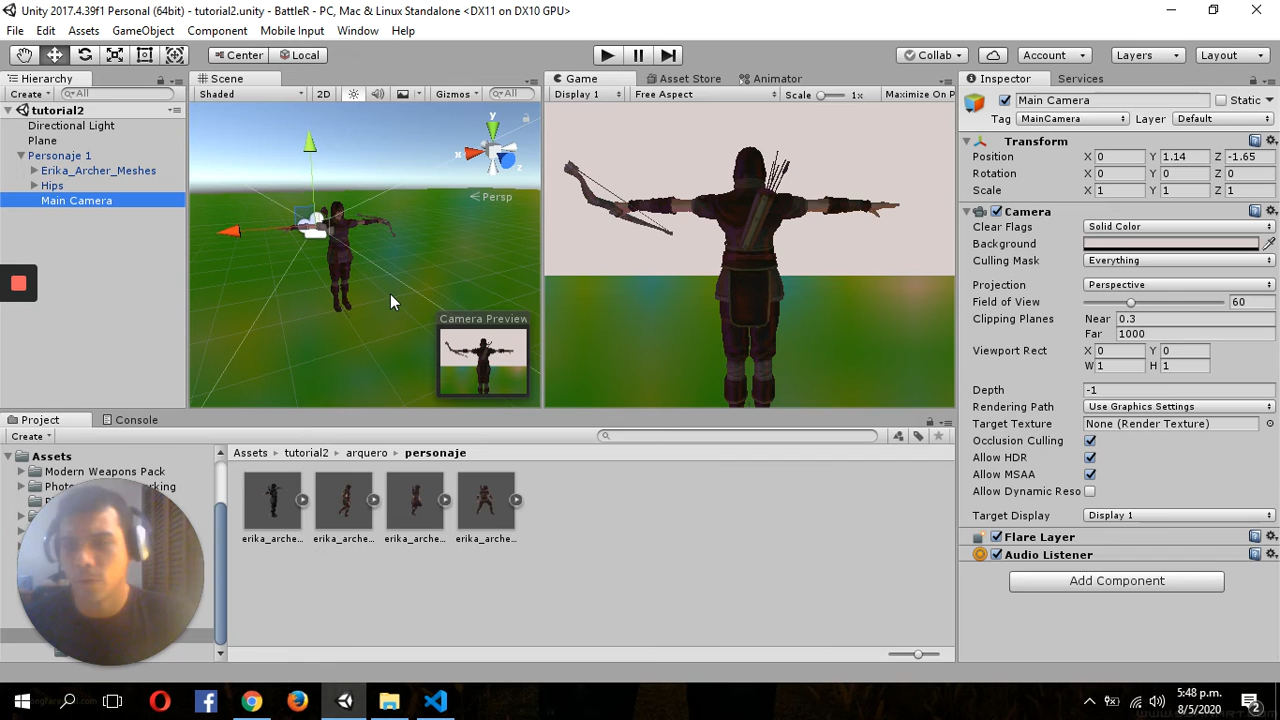 Unity 2017.4.39f1 Personal (64bit) - tutorial2.unity - BattleR - PC, Mac & Linux Standalone <DX11 on DX10 GPU>
File Edit Assets GameObject Component Mobile Input Window Help
Center Local Collab Account Layers Layout
Hierarchy Scene Game Asset Store Animator Inspector Services
Create All Shaded 2D Gizmos All Display 1 Free Aspect Scale 1x Maximize On P
Main Camera Static
Tag MainCamera Layer Default
tutorial2
Directional Light
Plane
Personaje 1
Erika_Archer_Meshes
Hips
Main Camera
y
x
z
Persp
Camera Preview
Transform
Position X 0 Y 1.14 Z -1.65
Rotation X 0 Y 0 Z 0
Scale X 1 Y 1 Z 1
Camera
Clear Flags Solid Color
Background
Culling Mask Everything
Projection Perspective
Field of View 60
Clipping Planes Near 0.3
Far 1000
Viewport Rect X 0 Y 0
W 1 H 1
Depth -1
Rendering Path Use Graphics Settings
Target Texture None (Render Texture)
Occlusion Culling
Allow HDR
Allow MSAA
Allow Dynamic Reso
Target Display Display 1
Flare Layer
Audio Listener
Add Component
Project Console
Create
Assets
Modern Weapons Pack
Assets tutorial2 arquero personaje
erika_arche... erika_arche... erika_arche... erika_arche...
5:48 p.m.
8/5/2020
2